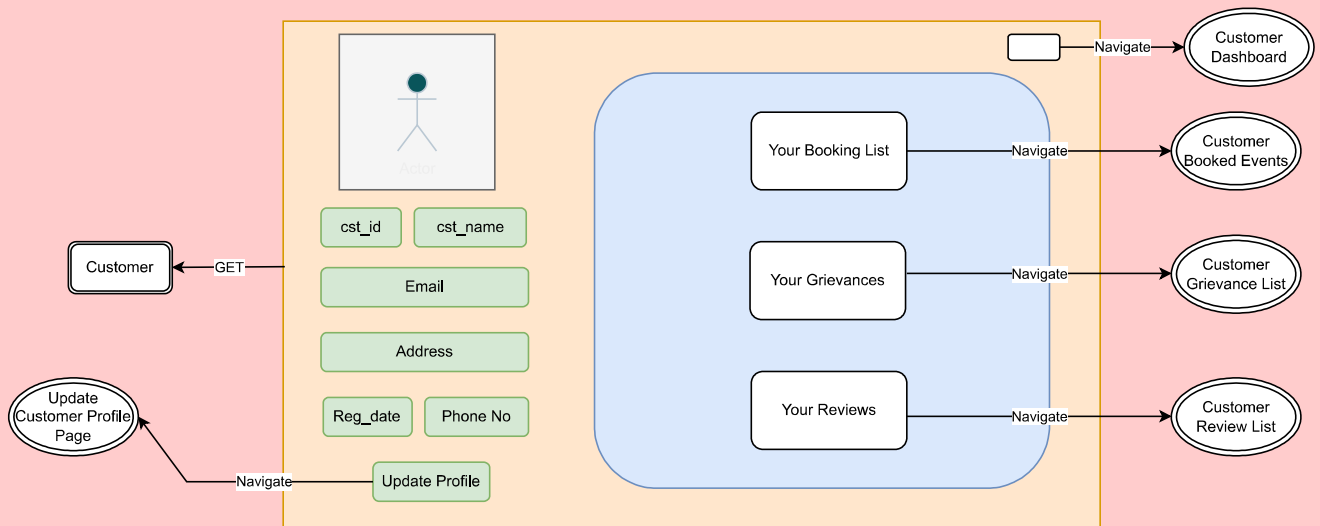 Navigate
Customer
Dashboard
Actor
Your Booking List
Navigate
Customer
Booked Events
cst_id
cst_name
Customer
GET
Email
Your Grievances
Navigate
Customer
Grievance List
Address
Update
Customer Profile
Page
Reg_date
Phone No
Your Reviews
Navigate
Customer
Review List
Navigate
Update Profile